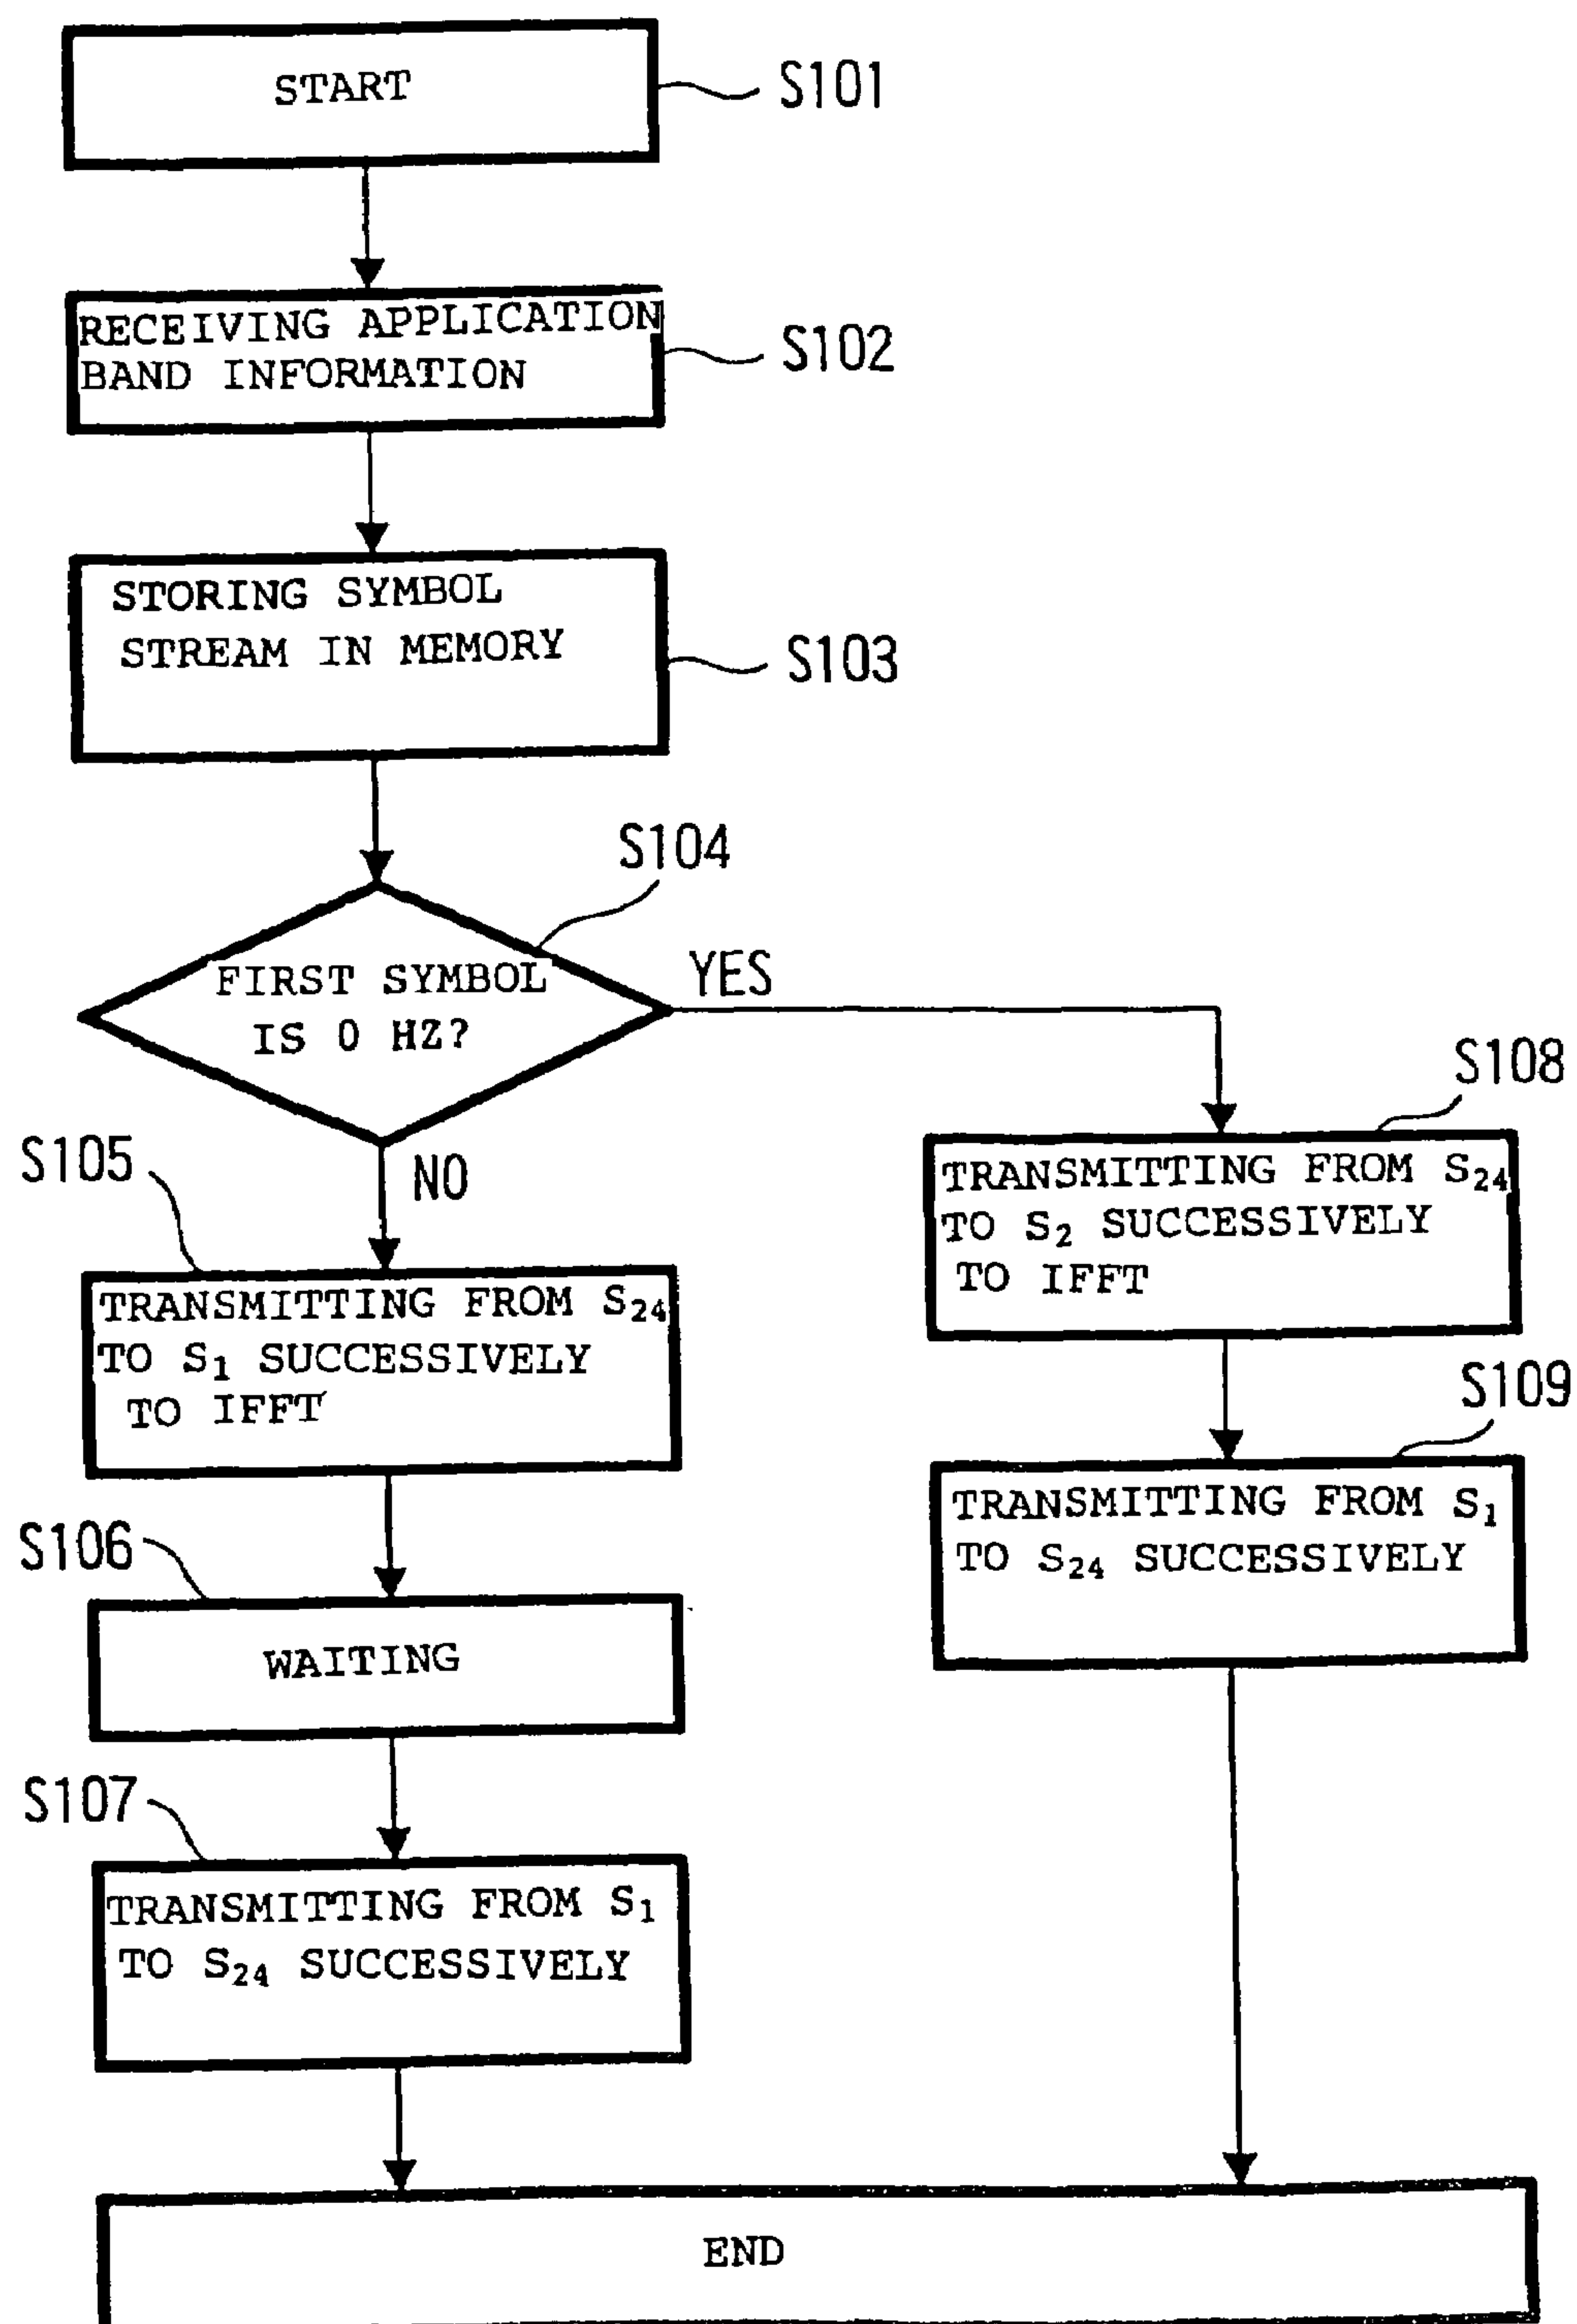 START
S101
RECEIVING APPLICATION
BAND INFORMATION
S102
STORING SYMBOL
STREAM IN MEMORY
S103
S104
FIRST SYMBOL
IS 0 HZ?
YES
NO
S105
TRANSMITTING FROM S₂₄
TO S₁ SUCCESSIVELY
TO IFFT
S106
WAITING
S107
TRANSMITTING FROM S₁
TO S₂₄ SUCCESSIVELY
S108
TRANSMITTING FROM S₂₄
TO S₂ SUCCESSIVELY
TO IFFT
S109
TRANSMITTING FROM S₁
TO S₂₄ SUCCESSIVELY
END